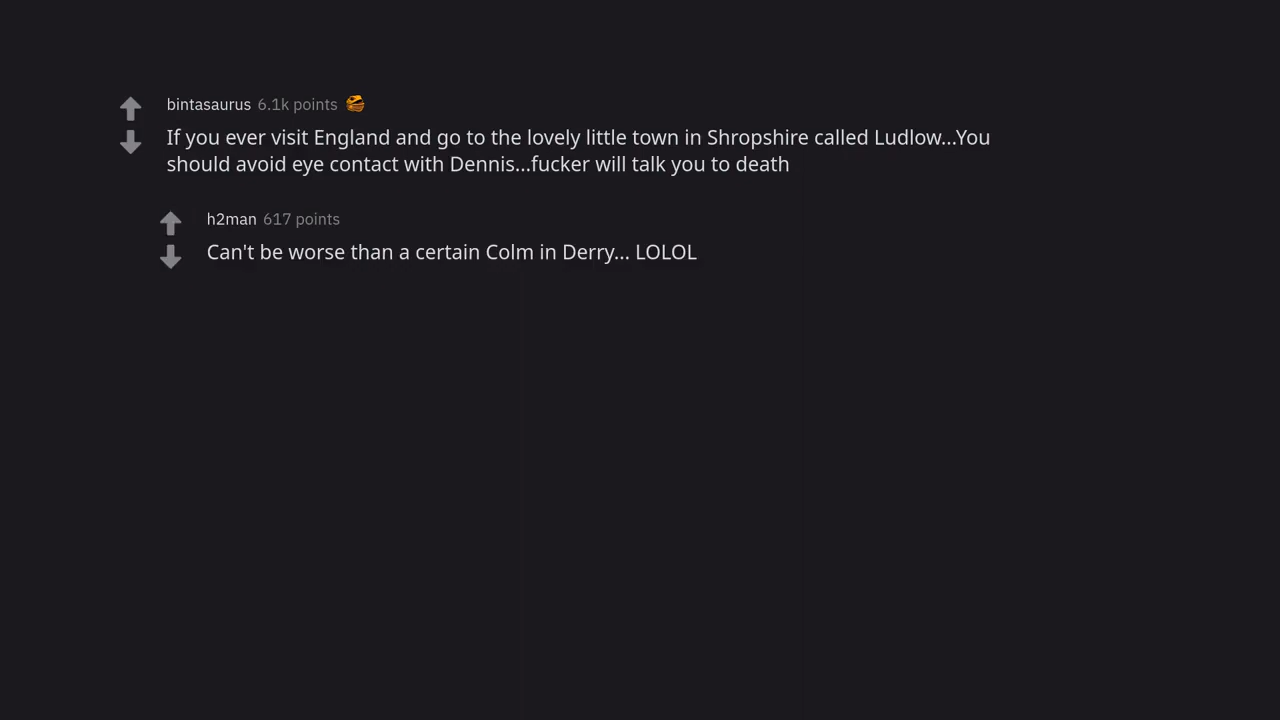 bintasaurus 6.1k points
If you ever visit England and go to the lovely little town in Shropshire called Ludlow...You
should avoid eye contact with Dennis...fucker will talk you to death
h2man 617 points
Can't be worse than a certain Colm in Derry... LOLOL